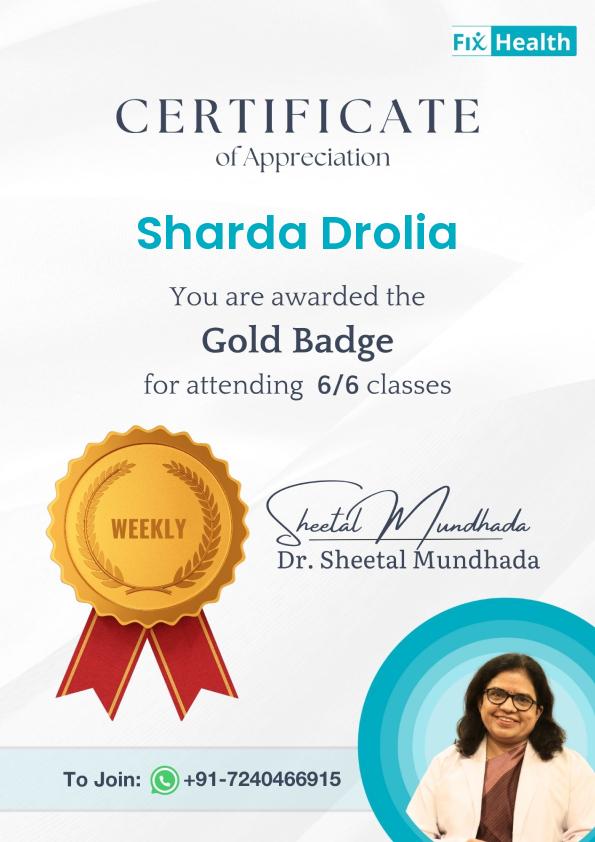 Fix Health
CERTIFICATE
of Appreciation
Sharda Drolia
You are awarded the
Gold Badge
for attending 6/6 classes
WEEKLY
Sheetal Mundhada
Dr. Sheetal Mundhada
To Join: +91-7240466915